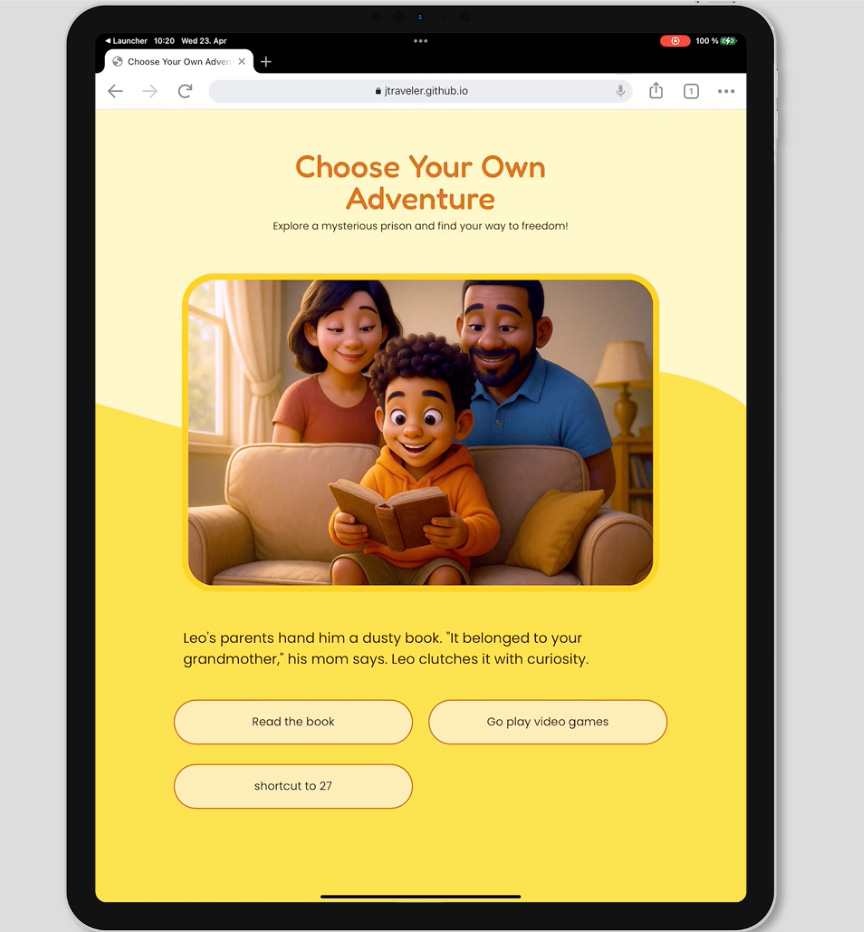 Launcher 10:20 Wed 23. Apr
100 %
Choose Your Own Adven
jtraveler.github.io
1
Choose Your Own
Adventure
Explore a mysterious prison and find your way to freedom!
Leo's parents hand him a dusty book. "It belonged to your
grandmother," his mom says. Leo clutches it with curiosity.
Read the book
Go play video games
shortcut to 27